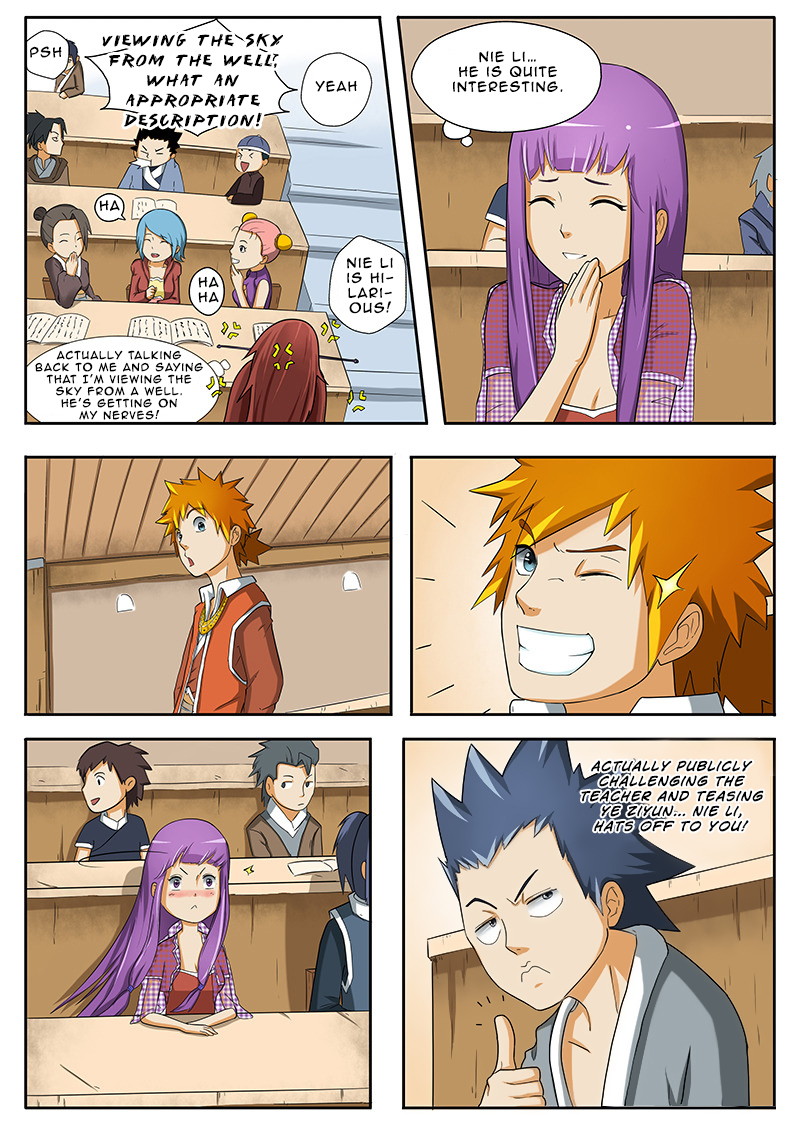 PSH
VIEWING THE SKY
FROM THE WELL,
WHAT AN
APPROPRIATE
DESCRIPTION!
YEAH
HA
HA
HA
NIE LI
IS HI-
LARI-
OUS!
ACTUALLY TALKING
BACK TO ME AND SAYING
THAT I'M VIEWING THE
SKY FROM A WELL.
HE'S GETTING ON
MY NERVES!
NIE LI...
HE IS QUITE
INTERESTING.
ACTUALLY PUBLICLY
CHALLENGING THE
TEACHER AND TEASING
YE ZIYUN... NIE LI,
HATS OFF TO YOU!